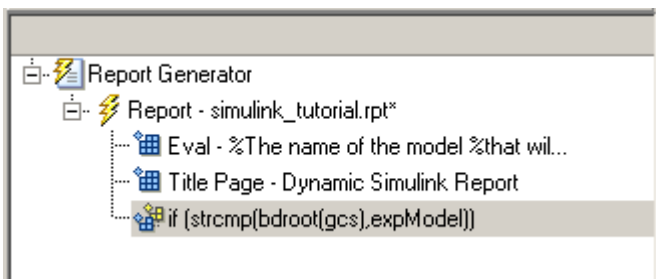 Report Generator
Report - simulink_tutorial.rpt*
Eval - %The name of the model %that wil...
Title Page - Dynamic Simulink Report
if (strcmp(bdroot(gcs),expModel))